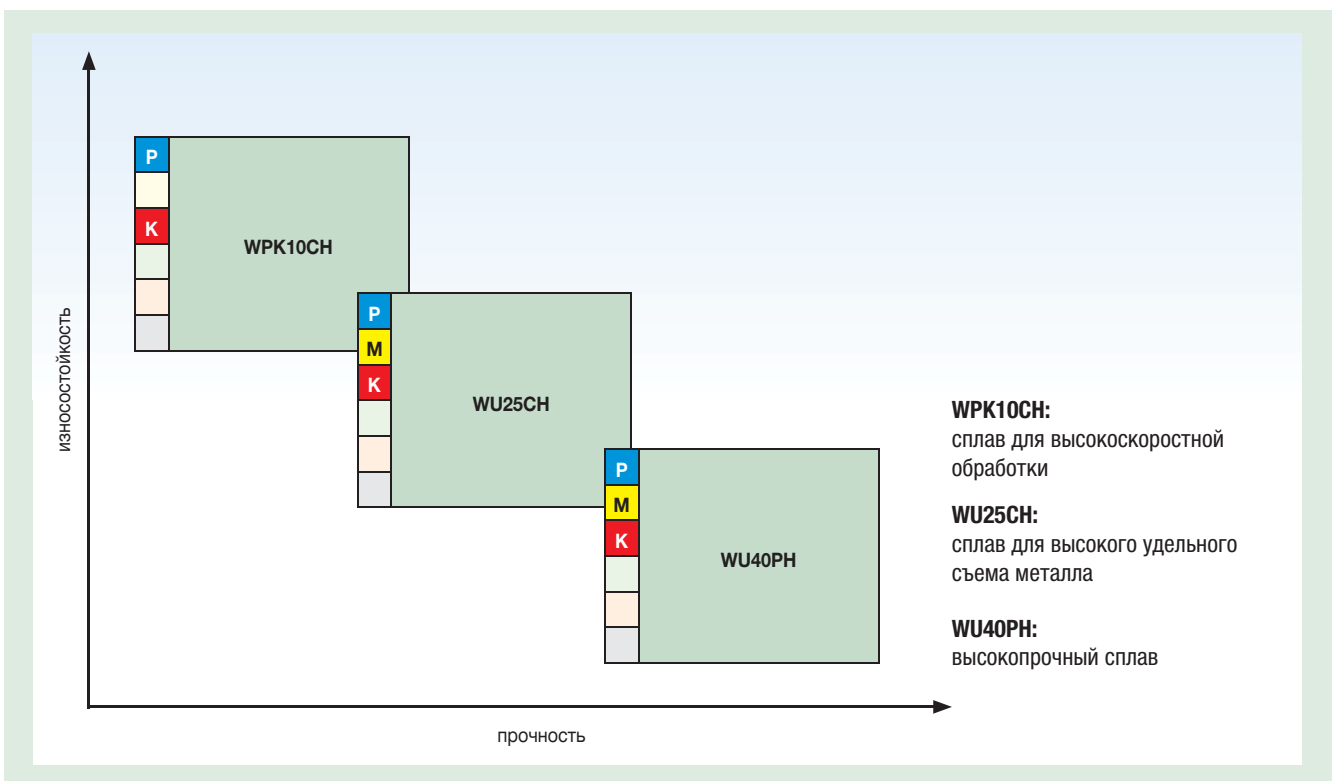 P
K
WPK10CH
P
M
K
WU25CH
P
M
K
WU40PH
износостойкость
прочность
WPK10CH:
сплав для высокоскоростной
обработки
WU25CH:
сплав для высокого удельного
съема металла
WU40PH:
высокопрочный сплав